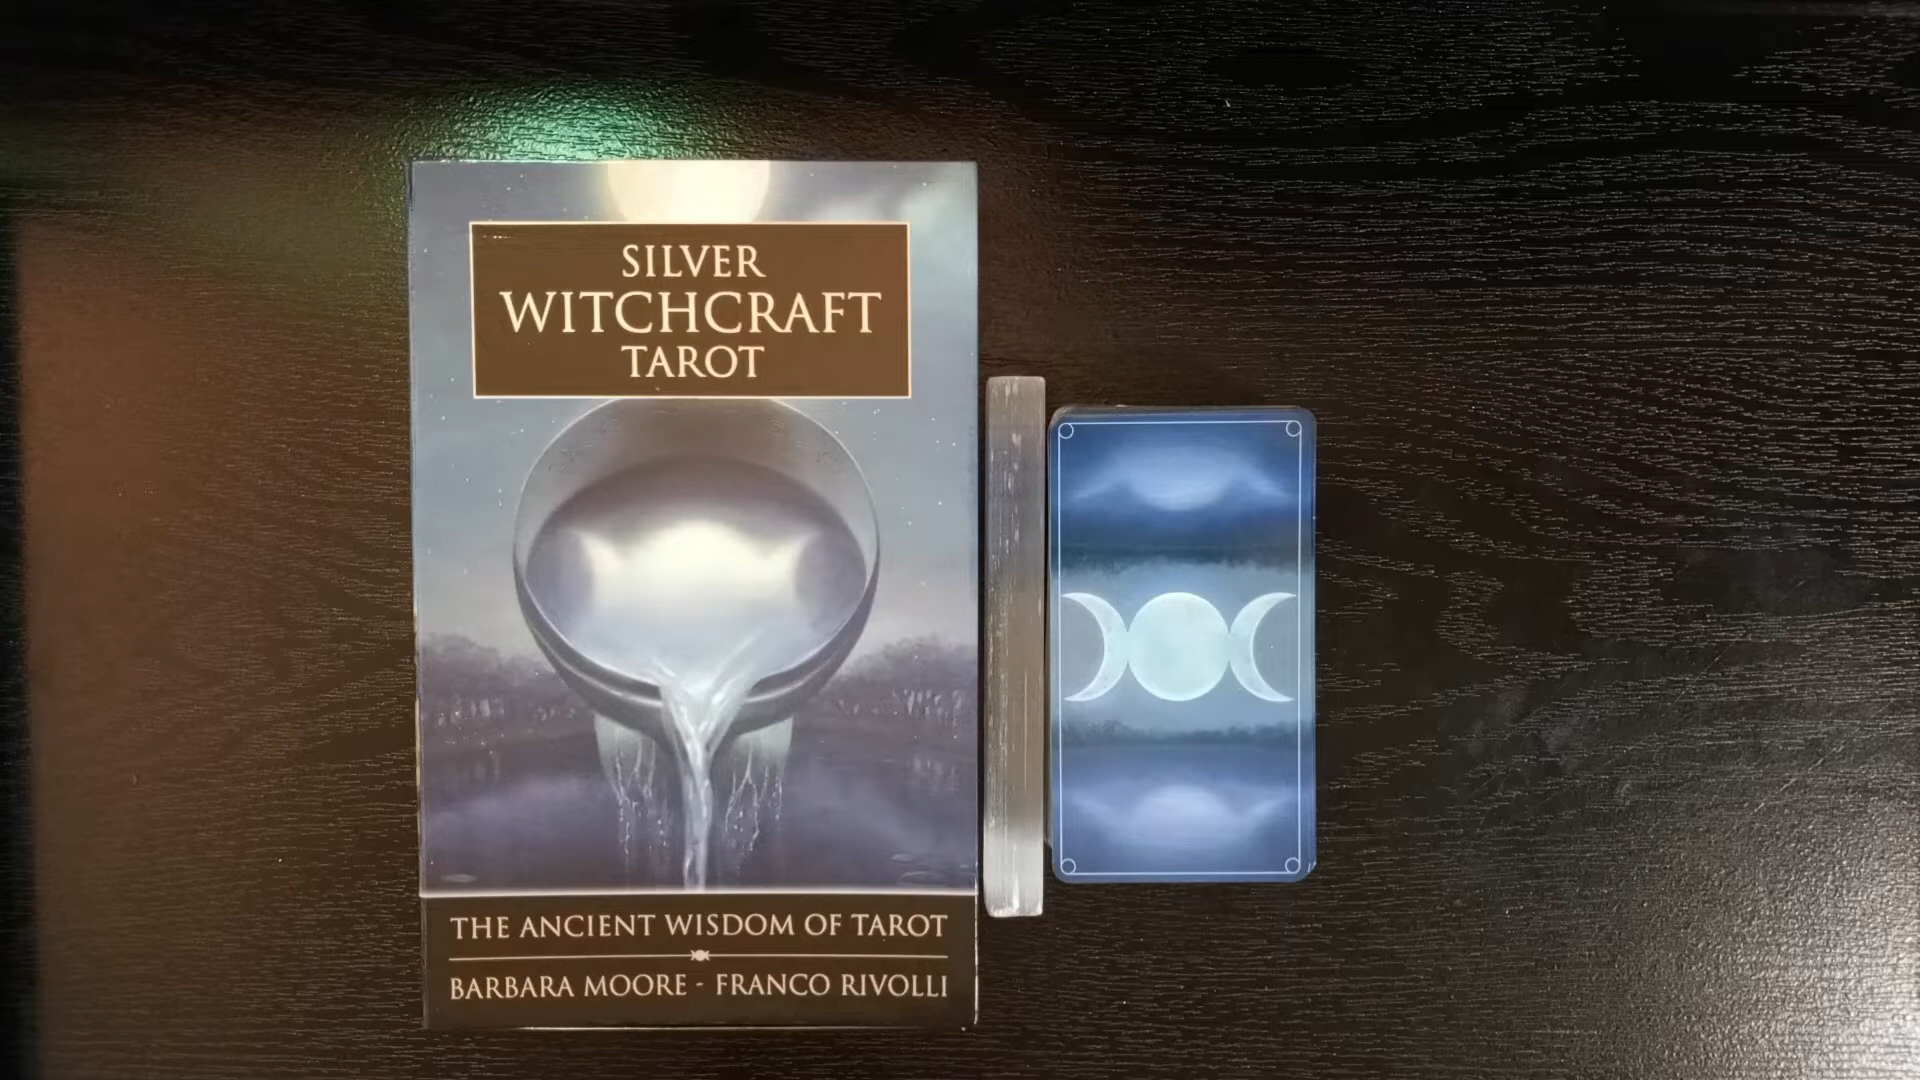 SILVER
WITCHCRAFT
TAROT
THE ANCIENT WISDOM OF TAROT
BARBARA MOORE - FRANCO RIVOLLI